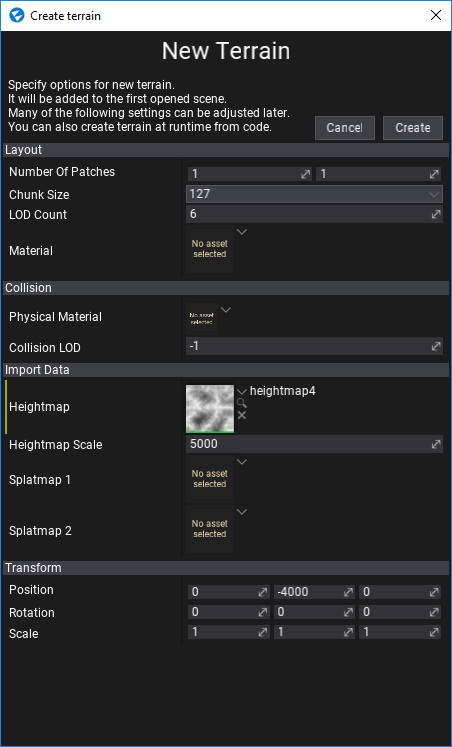 Create terrain
New Terrain
Specify options for new terrain.
It will be added to the first opened scene.
Many of the following settings can be adjusted later.
You can also create terrain at runtime from code.
Cancel Create
Layout
Number Of Patches 1 1
Chunk Size 127
LOD Count 6
Material No asset selected
Collision
Physical Material No asset selected
Collision LOD -1
Import Data
Heightmap heightmap4
Heightmap Scale 5000
Splatmap 1 No asset selected
Splatmap 2 No asset selected
Transform
Position 0 -4000 0
Rotation 0 0 0
Scale 1 1 1